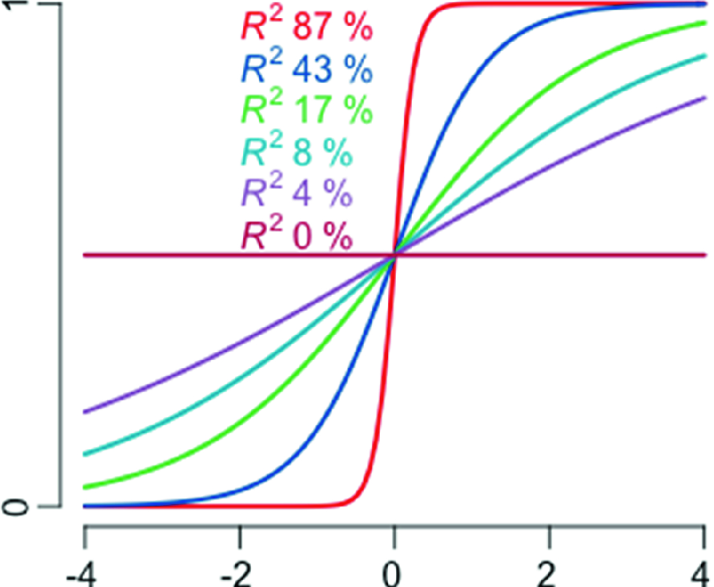 1
R² 87 %
R² 43 %
R² 17 %
R² 8 %
R² 4 %
R² 0 %
0
-4 -2 0 2 4